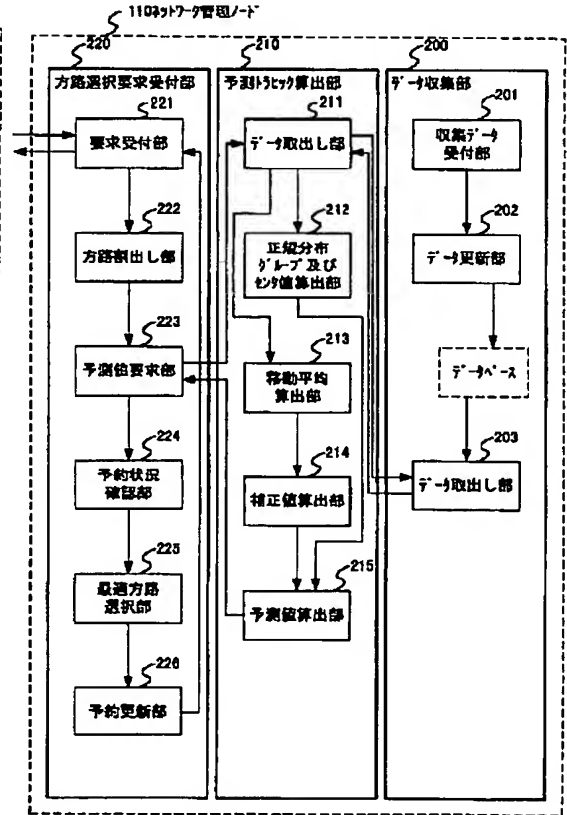 110ネットワーク管理ノード
220
方路選択要求受付部
221
要求受付部
222
方路割出し部
223
予測値要求部
224
予約状況
確認部
225
最適方路
選択部
226
予約更新部
210
予測トラヒック算出部
211
データ取出し部
212
正規分布
グループ及び
センタ値算出部
213
移動平均
算出部
214
補正値算出部
215
予測値算出部
200
データ収集部
201
収集データ
受付部
202
データ更新部
データベース
203
データ取出し部